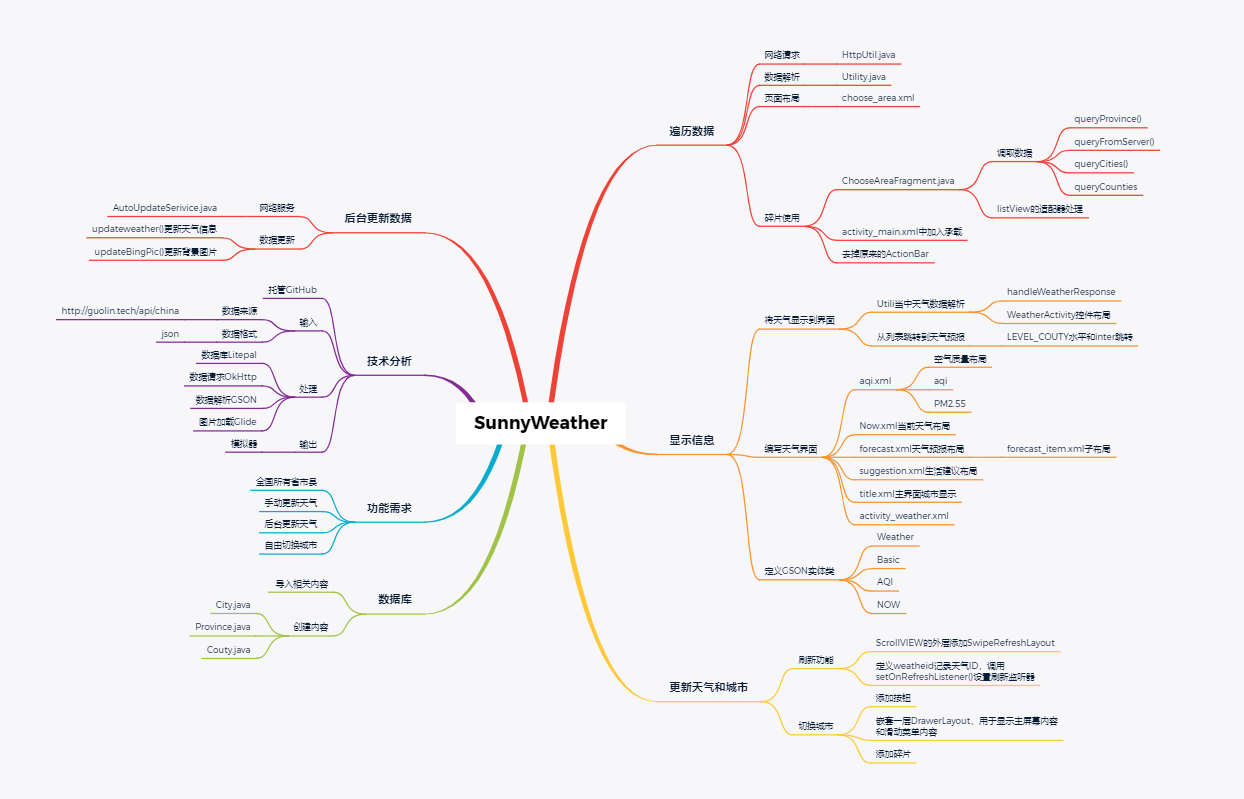 SunnyWeather
遍历数据
网络请求
HttpUtil.java
数据解析
Utility.java
页面布局
choose_area.xml
碎片使用
ChooseAreaFragment.java
调取数据
queryProvince()
queryFromServer()
queryCities()
queryCounties
listView的适配器处理
activity_main.xml中加入承载
去掉原来的ActionBar
显示信息
将天气显示到界面
Utili当中天气数据解析
handleWeatherResponse
WeatherActivity控件布局
从列表跳转到天气预报
LEVEL_COUTY水平和inter跳转
编写天气界面
aqi.xml
空气质量布局
aqi
PM2.55
Now.xml当前天气布局
forecast.xml天气预报布局
forecast_item.xml子布局
suggestion.xml生活建议布局
title.xml主界面城市显示
activity_weather.xml
定义GSON实体类
Weather
Basic
AQI
NOW
更新天气和城市
刷新功能
ScrollVIEW的外层添加SwipeRefreshLayout
定义weatheid记录天气ID，调用
setOnRefreshListener()设置刷新监听器
切换城市
添加按钮
嵌套一层DrawerLayout，用于显示主屏幕内容
和滑动菜单内容
添加碎片
后台更新数据
网络服务
AutoUpdateSerivice.java
数据更新
updateweather()更新天气信息
updateBingPic()更新背景图片
技术分析
托管GitHub
输入
数据来源
http://guolin.tech/api/china
数据格式
json
处理
数据库Litepal
数据请求OkHttp
数据解析GSON
图片加载Glide
输出
模拟器
功能需求
全国所有省市县
手动更新天气
后台更新天气
自由切换城市
数据库
导入相关内容
创建内容
City.java
Province.java
Couty.java